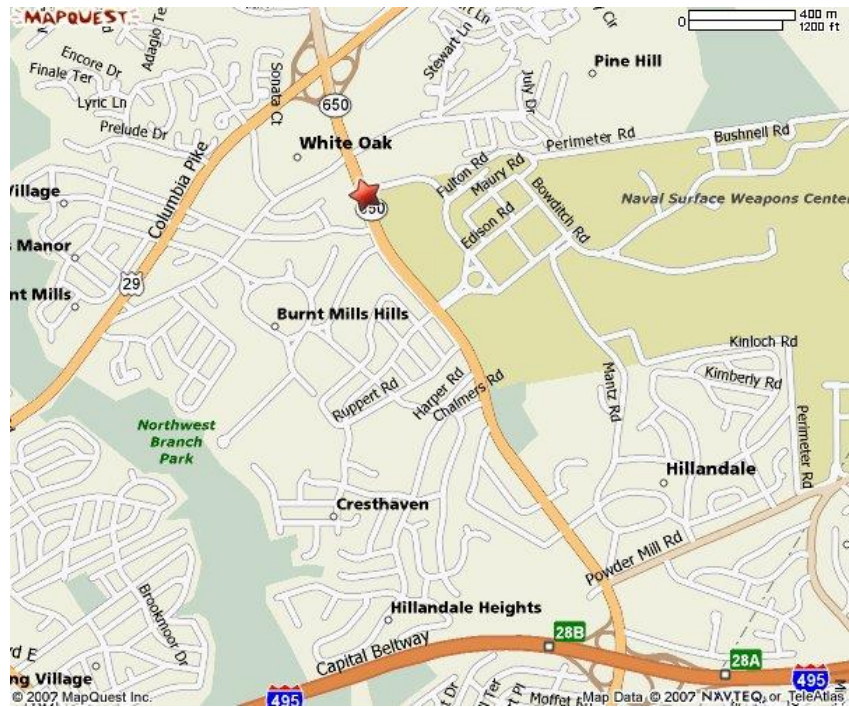 MAPQUEST
0
400 m
1200 ft
Adagio Te
Encore Dr
Finale Ter
Lyric Ln
Prelude Dr
Sonata Ct
Stewart Ln
July Dr
Pine Hill
650
White Oak
Perimeter Rd
Bushnell Rd
Columbia Pike
Fulton Rd
Maury Rd
Bowditch Rd
Edison Rd
Naval Surface Weapons Center
Village
650
s Manor
29
nt Mills
Burnt Mills Hills
Kinloch Rd
Kimberly Rd
Mantz Rd
Perimeter Rd
Ruppert Rd
Harper Rd
Chalmers Rd
Northwest
Branch
Park
Hillandale
Cresthaven
Powder Mill Rd
Brookmoor Dr
Hillandale Heights
28B
Capital Beltway
rd E
28A
ng Village
495
495
Moffet
© 2007 MapQuest Inc.
Map Data © 2007 NAVTEQ or TeleAtlas